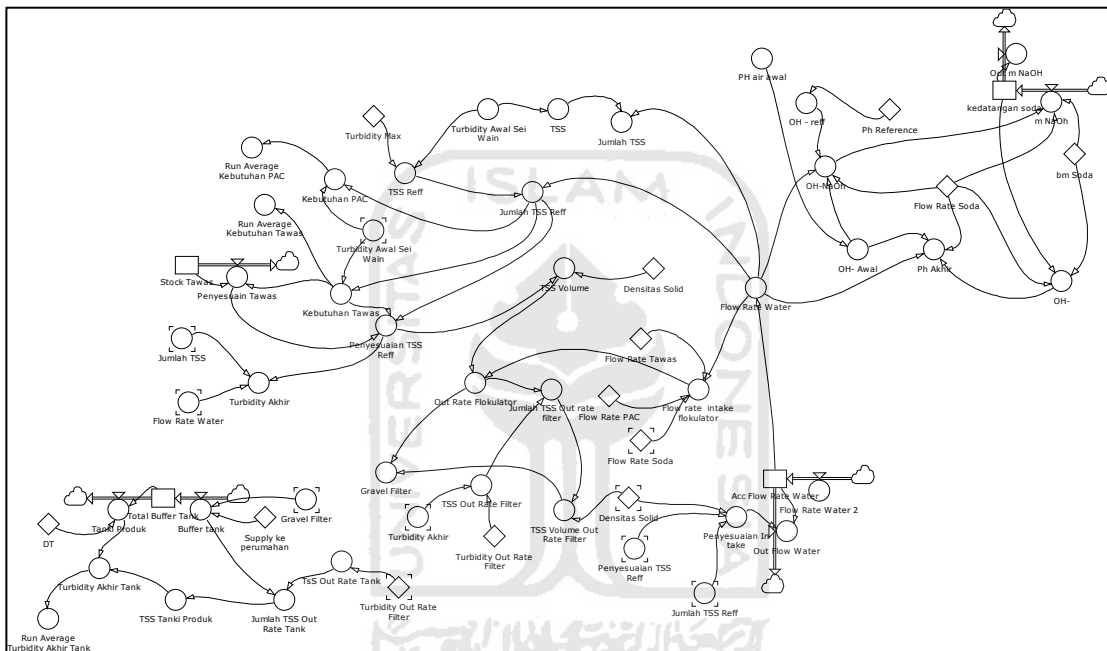 Out m NaOH
PH air awal
kedatangan soda
m NaOh
OH - reff
Ph Reference
Turbidity Max
Turbidity Awal Sei
Wain
TSS
Jumlah TSS
Run Average
Kebutuhan PAC
Kebutuhan PAC
TSS Reff
Jumlah TSS Reff
OH-NaOh
Flow Rate Soda
bm Soda
Run Average
Kebutuhan Tawas
Turbidity Awal Sei
Wain
OH- Awal
Ph Akhir
OH-
Stock Tawas
Penyesuain Tawas
Kebutuhan Tawas
TSS Volume
Densitas Solid
Flow Rate Water
Penyesuaian TSS
Reff
Jumlah TSS
Flow Rate Tawas
Flow Rate Water
Turbidity Akhir
Out Rate Flokulator
Jumlah TSS Out rate
filter
Flow Rate PAC
Flow rate intake
flokulator
Flow Rate Soda
Gravel Filter
TSS Out Rate Filter
Acc Flow Rate Water
Flow Rate Water 2
Densitas Solid
TSS Volume Out
Rate Filter
Turbidity Akhir
Turbidity Out Rate
Filter
Penyesuaian In
take
Out Flow Water
Penyesuaian TSS
Reff
Jumlah TSS Reff
DT
Tanki Produk
Total Buffer Tank
Buffer tank
Supply ke
perumahan
Gravel Filter
Turbidity Akhir Tank
TSS Tanki Produk
Jumlah TSS Out
Rate Tank
TsS Out Rate Tank
Turbidity Out Rate
Filter
Run Average
Turbidity Akhir Tank
UNIVERSITAS
ISLAM
INDONESIA